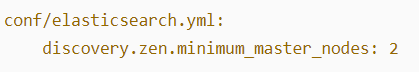 conf/elasticsearch.yml:
    discovery.zen.minimum_master_nodes: 2